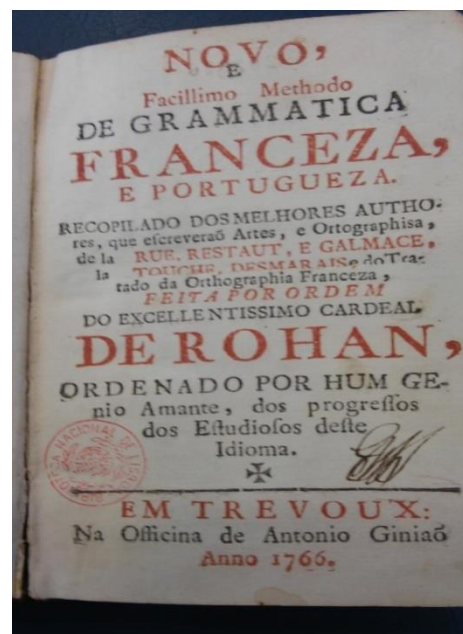 NOVO,
E
Facillimo Methodo
DE GRAMMATICA
FRANCEZA,
E PORTUGUEZA.
RECOPILADO DOS MELHORES AUTHO-
res, que eſcreveraõ Artes, e Ortographisa,
de la RUE, RESTAUT, E GALMACE,
la TOUCHE, DESMARAIS e do Tra-
tado da Orthographia Franceza,
FEITA POR ORDEM
DO EXCELLENTISSIMO CARDEAL
DE ROHAN,
ORDENADO POR HUM GE-
nio Amante, dos progreſſos
dos Eſtudioſos deſte
Idioma.
EM TREVOUX:
Na Officina de Antonio Giniaõ
Anno 1766.